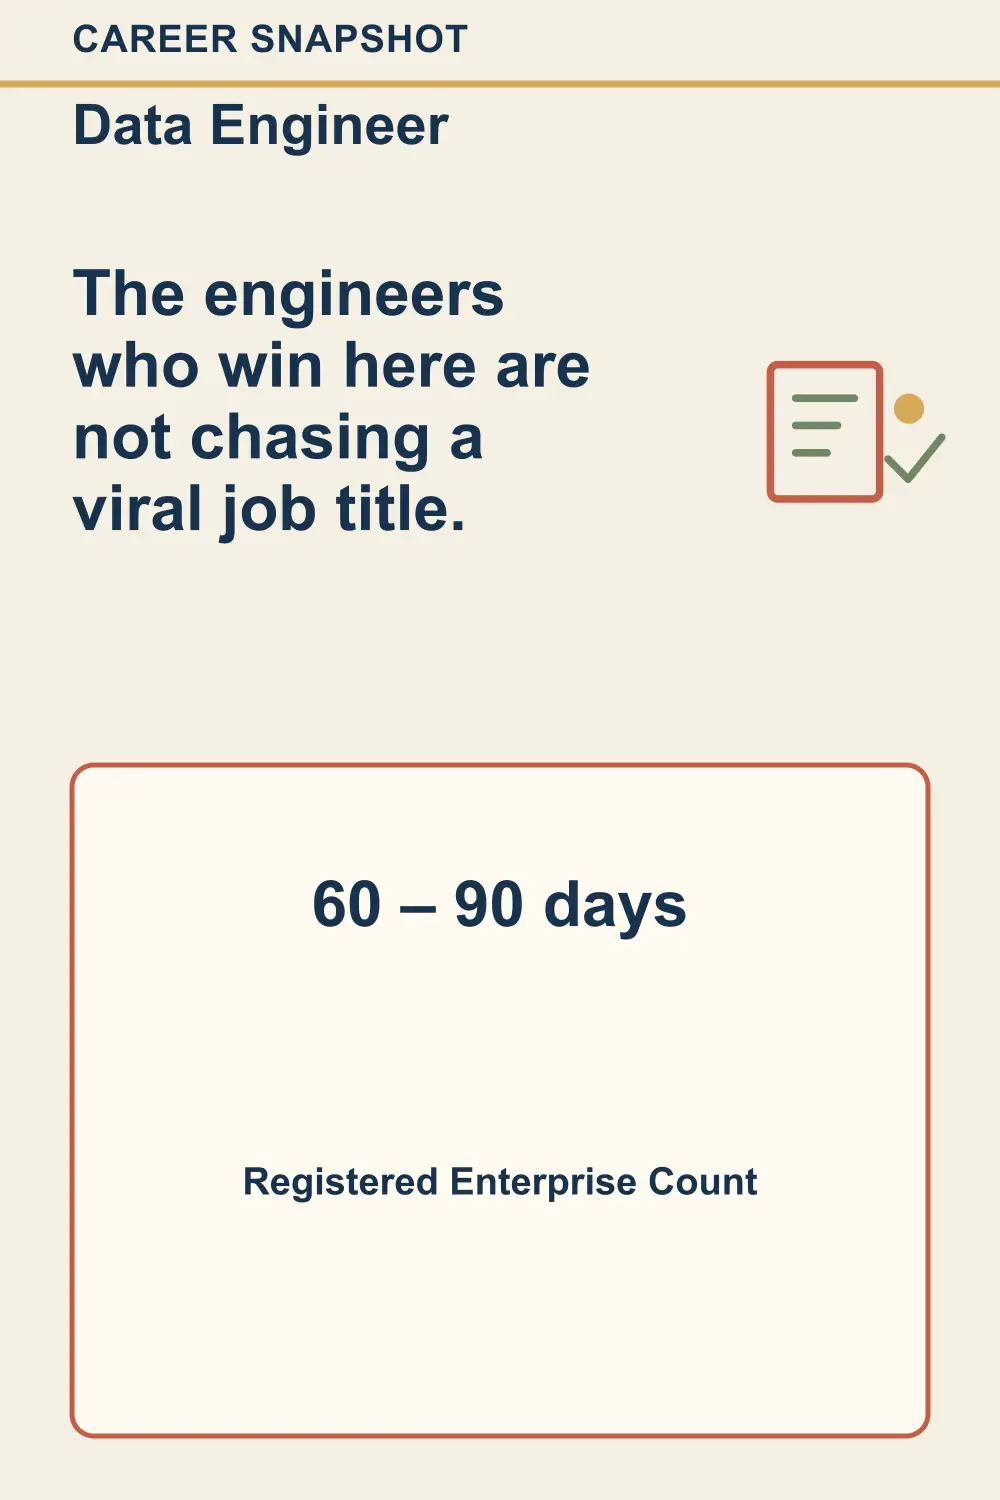 CAREER SNAPSHOT
Data Engineer
The engineers
who win here are
not chasing a
viral job title.
60 – 90 days
Registered Enterprise Count